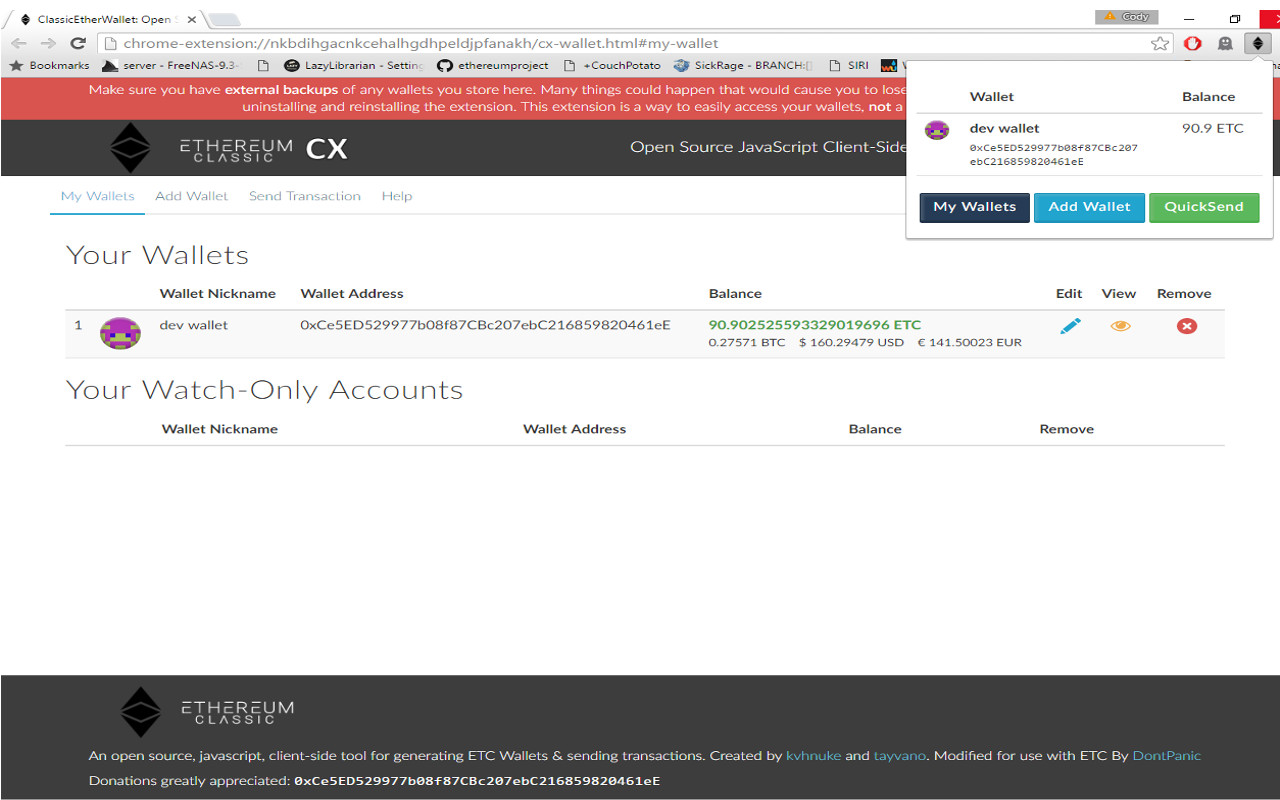 ClassicEtherWallet: Open S
Cody
chrome-extension://nkbdihgacnkcehalhgdhpeldjpfanakh/cx-wallet.html#my-wallet
Bookmarks server - FreeNAS-9.3- LazyLibrarian - Setting ethereumproject +CouchPotato SickRage - BRANCH:[ SIRI
Make sure you have external backups of any wallets you store here. Many things could happen that would cause you to lose
uninstalling and reinstalling the extension. This extension is a way to easily access your wallets, not a
ETHEREUM CLASSIC CX
Open Source JavaScript Client-Side
Wallet Balance
dev wallet 90.9 ETC
0xCe5ED529977b08f87CBc207
ebC216859820461eE
My Wallets Add Wallet QuickSend
My Wallets Add Wallet Send Transaction Help
Your Wallets
Wallet Nickname Wallet Address Balance Edit View Remove
1 dev wallet 0xCe5ED529977b08f87CBc207ebC216859820461eE 90.902525593329019696 ETC
0.27571 BTC $ 160.29479 USD € 141.50023 EUR
Your Watch-Only Accounts
Wallet Nickname Wallet Address Balance Remove
ETHEREUM
CLASSIC
An open source, javascript, client-side tool for generating ETC Wallets & sending transactions. Created by kvhnuke and tayvano. Modified for use with ETC By DontPanic
Donations greatly appreciated: 0xCe5ED529977b08f87CBc207ebC216859820461eE